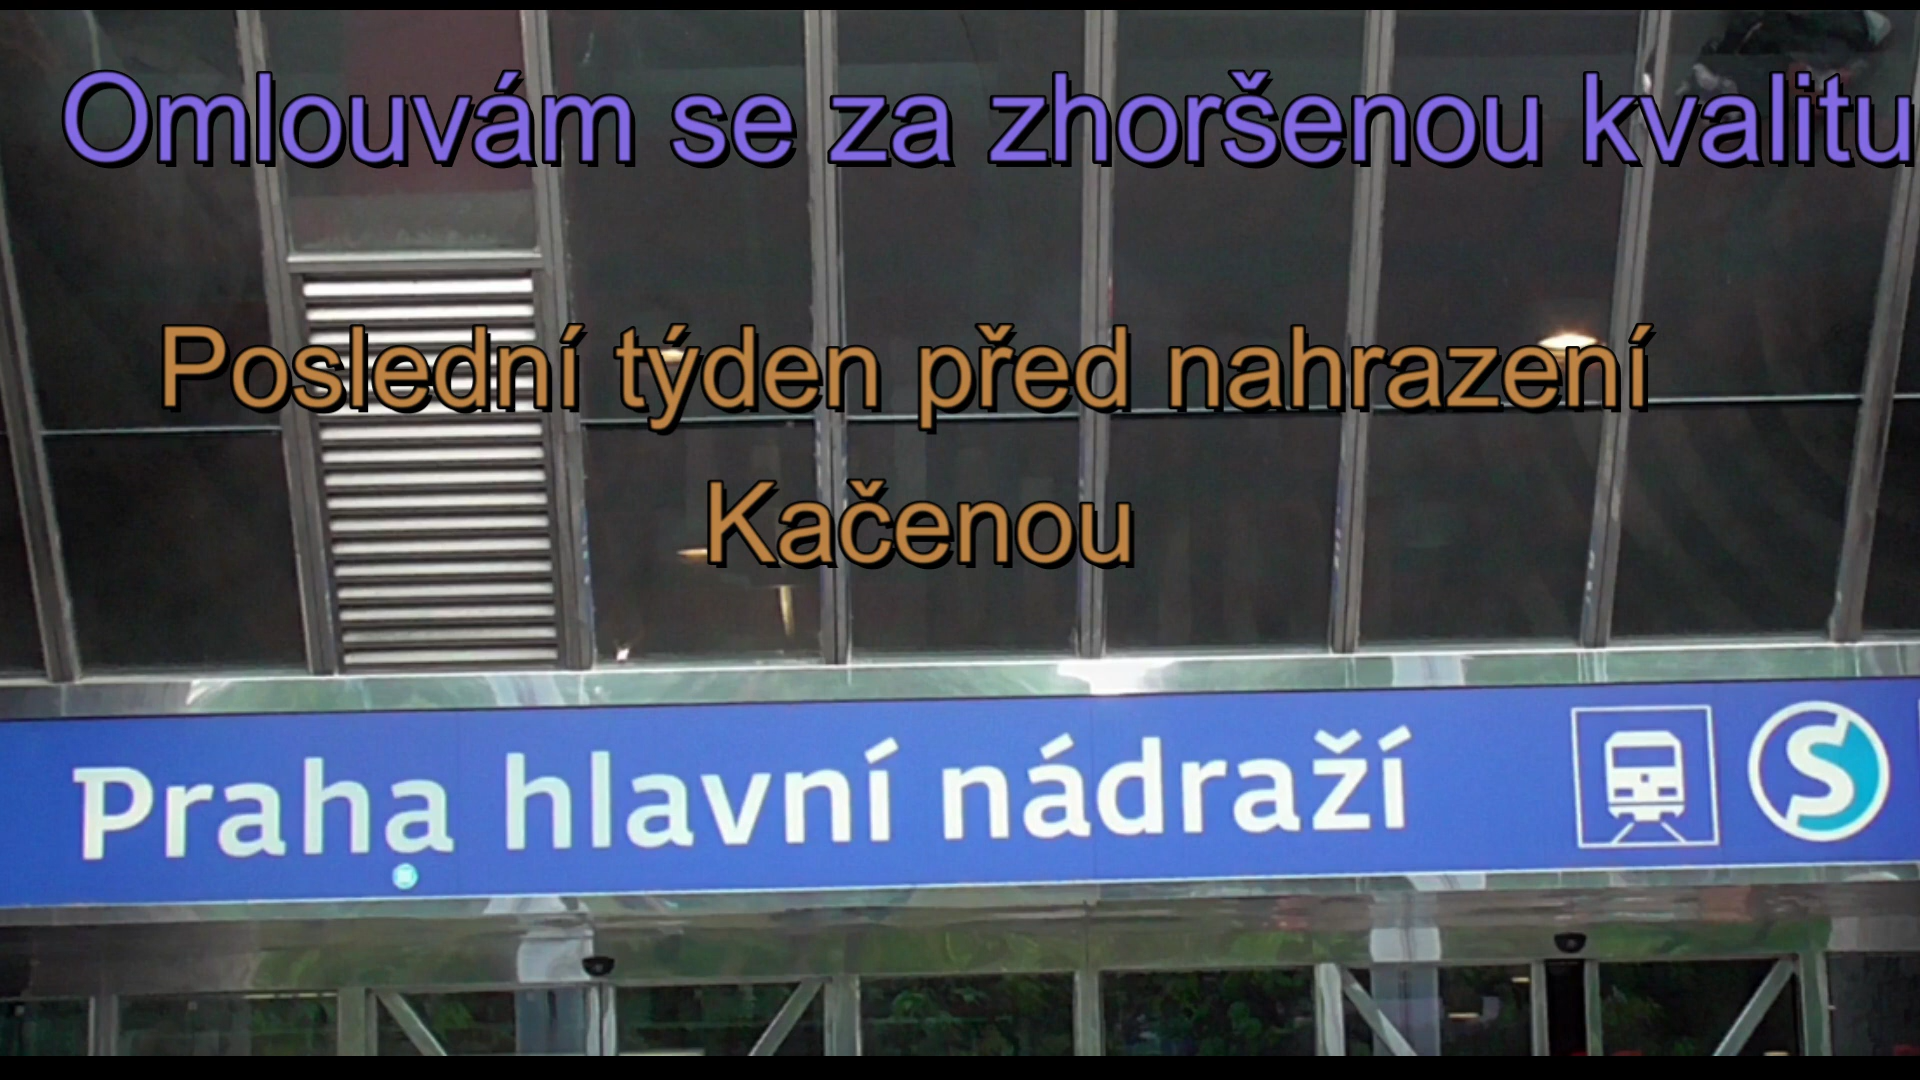 Omlouvám se za zhoršenou kvalitu
Poslední týden před nahrazení
Kačenou
Praha hlavní nádraží
S